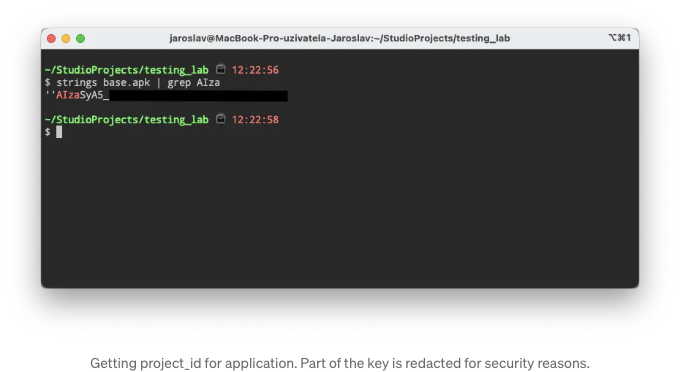 jaroslav@MacBook-Pro-uzivatela-Jaroslav:~/StudioProjects/testing_lab ⌥⌘1
~/StudioProjects/testing_lab 12:22:56
$ strings base.apk | grep AIza
''AIzaSyA5_
~/StudioProjects/testing_lab 12:22:58
$
Getting project_id for application. Part of the key is redacted for security reasons.